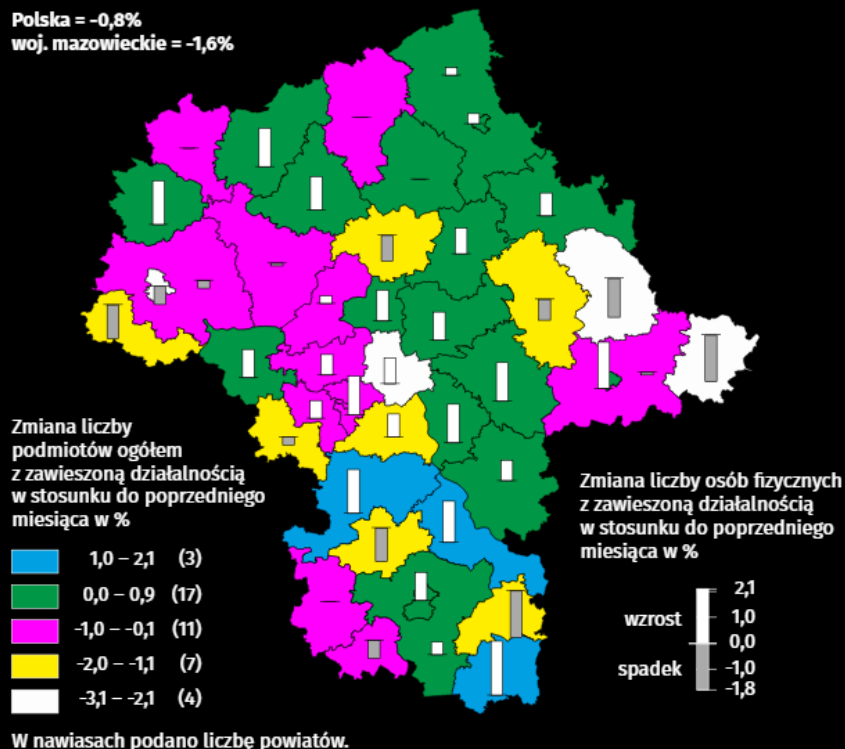 Polska = -0,8%
woj. mazowieckie = -1,6%
Zmiana liczby
podmiotów ogółem
z zawieszoną działalnością
w stosunku do poprzedniego
miesiąca w %
1,0 – 2,1 (3)
0,0 – 0,9 (17)
-1,0 – -0,1 (11)
-2,0 – -1,1 (7)
-3,1 – -2,1 (4)
W nawiasach podano liczbę powiatów.
Zmiana liczby osób fizycznych
z zawieszoną działalnością
w stosunku do poprzedniego
miesiąca w %
2,1
wzrost 1,0
0,0
spadek -1,0
-1,8